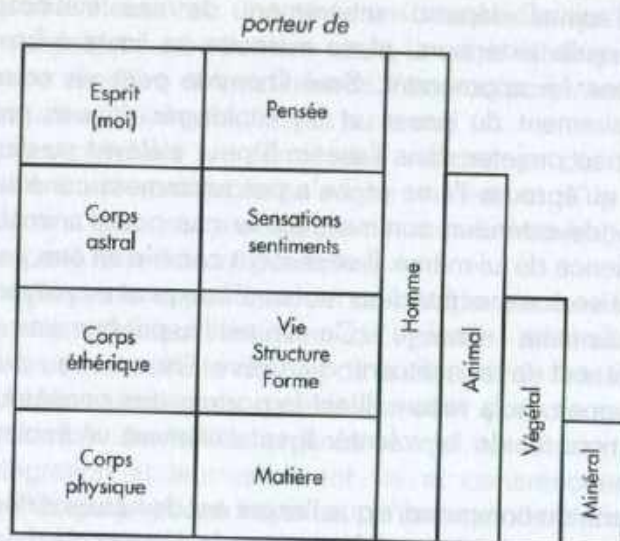 porteur de
Esprit
(moi)
Pensée
Corps
astral
Sensations
sentiments
Corps
éthérique
Vie
Structure
Forme
Corps
physique
Matière
Homme
Animal
Végétal
Minéral